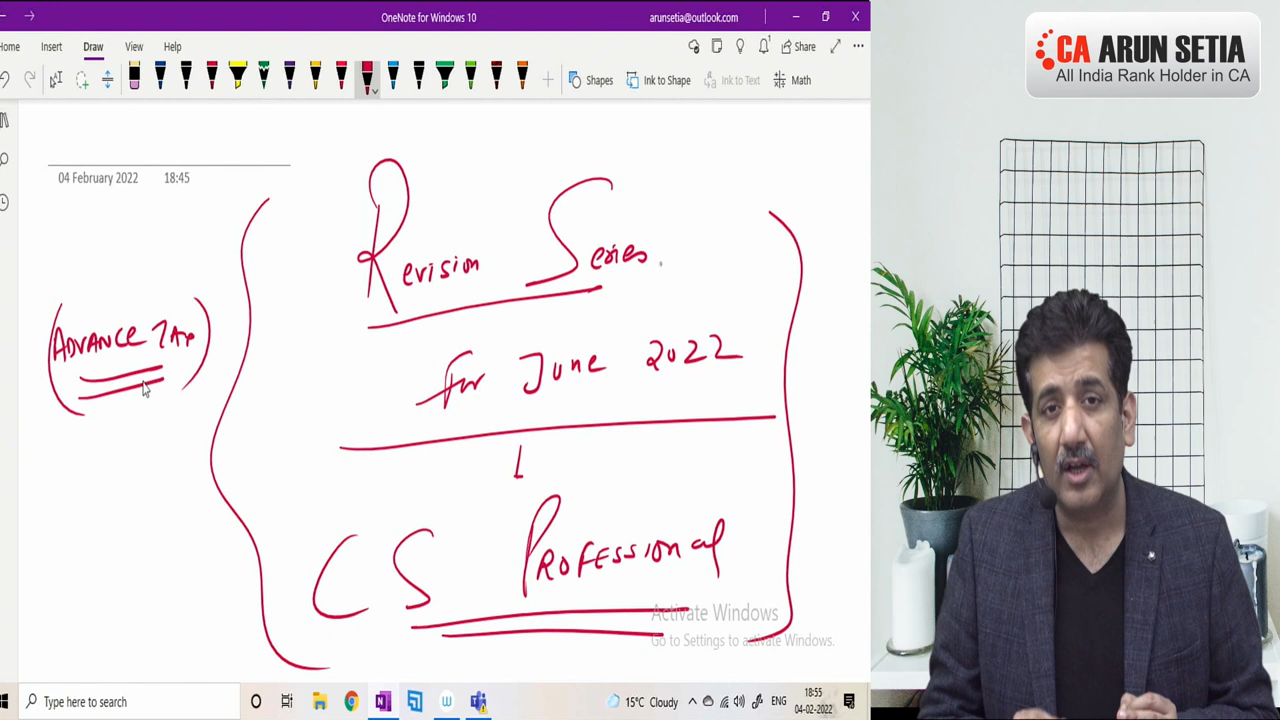 OneNote for Windows 10
arunsetia@outlook.com
Home Insert Draw View Help
Share
Shapes Ink to Shape Ink to Text Math
CA ARUN SETIA
All India Rank Holder in CA
04 February 2022 18:45
Revision Series
for June 2022
CS PROFESSIONAL
(ADVANCE TAX)
Activate Windows
Go to Settings to activate Windows.
Type here to search
15°C Cloudy
ENG
18:55
04-02-2022